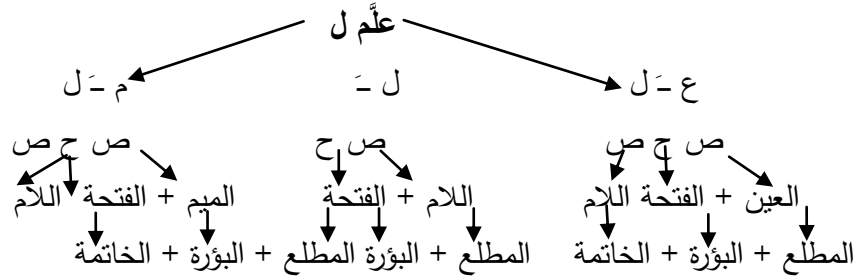 علَّم ل
ع ـَ ل ل ـَ م ـَ ل
ص ح ص ص ح ص ح ص
العين + الفتحة اللام اللام + الفتحة الميم + الفتحة اللام
المطلع + البؤرة + الخاتمة المطلع + البؤرة المطلع + البؤرة + الخاتمة